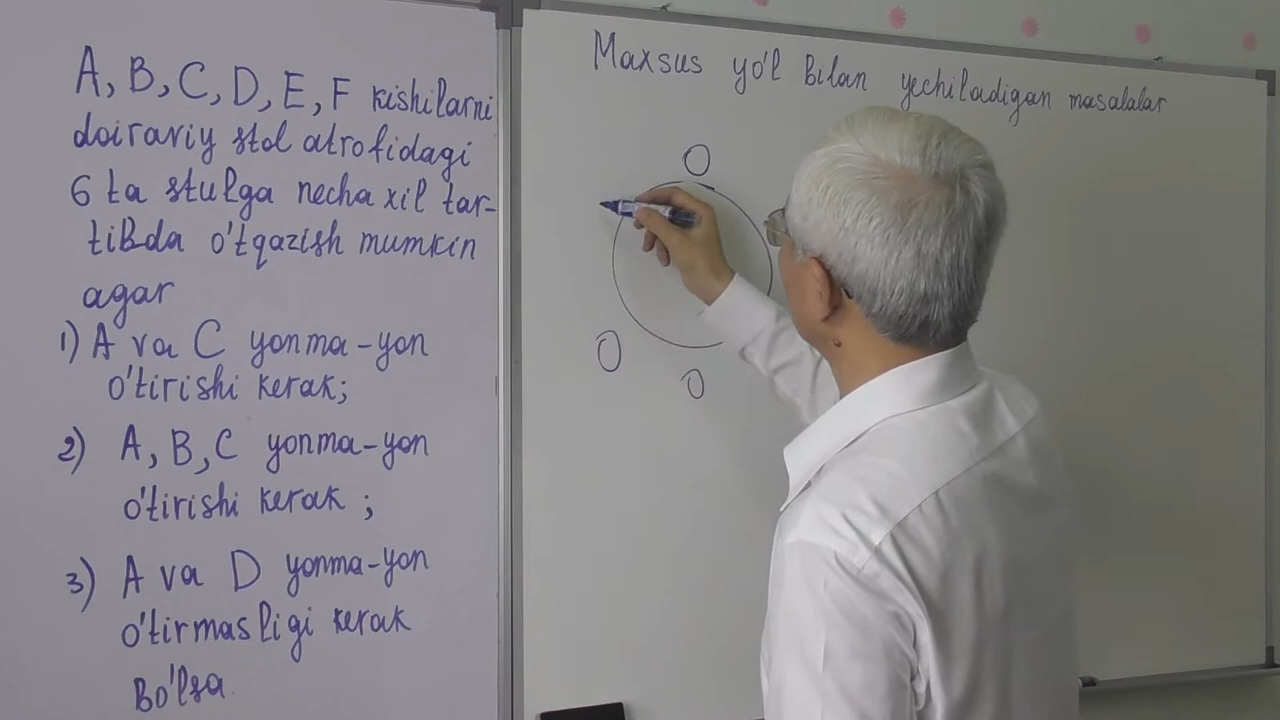 A, B, C, D, E, F kishilarni
doiraviy stol atrofidagi
6 ta stulga necha xil tar-
tibda o'tqazish mumkin
agar
1) A va C yonma-yon
o'tirishi kerak;
2) A, B, C yonma-yon
o'tirishi kerak ;
3) A va D yonma-yon
o'tirmasligi kerak
Bo'lsa
Maxsus yo'l bilan yechiladigan masalalar